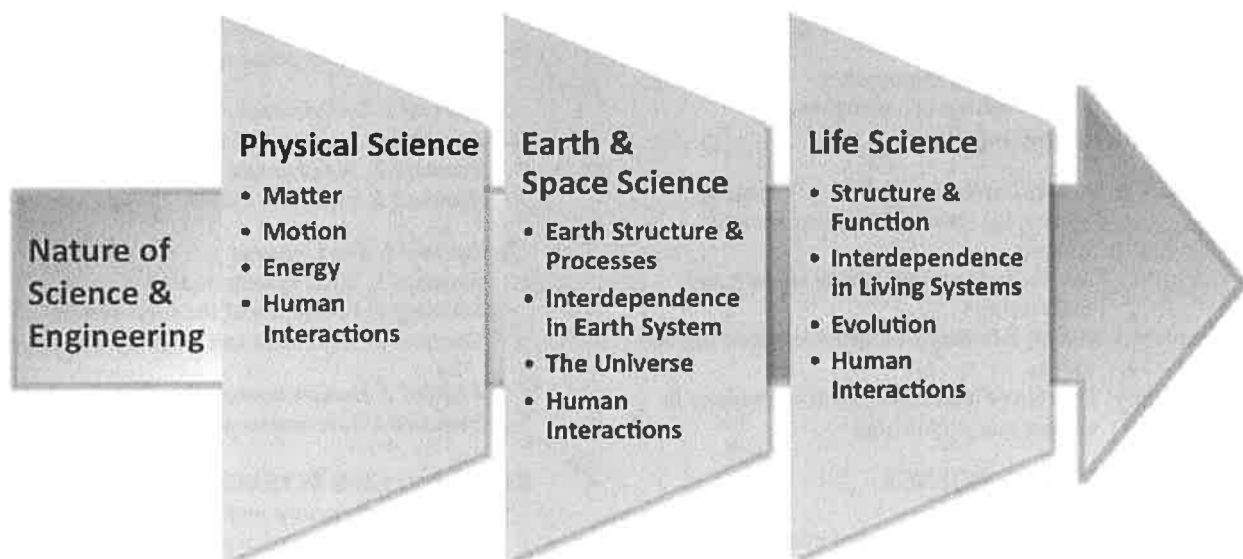 Nature of
Science &
Engineering
Physical Science
• Matter
• Motion
• Energy
• Human
Interactions
Earth &
Space Science
• Earth Structure &
Processes
• Interdependence
in Earth System
• The Universe
• Human
Interactions
Life Science
• Structure &
Function
• Interdependence
in Living Systems
• Evolution
• Human
Interactions